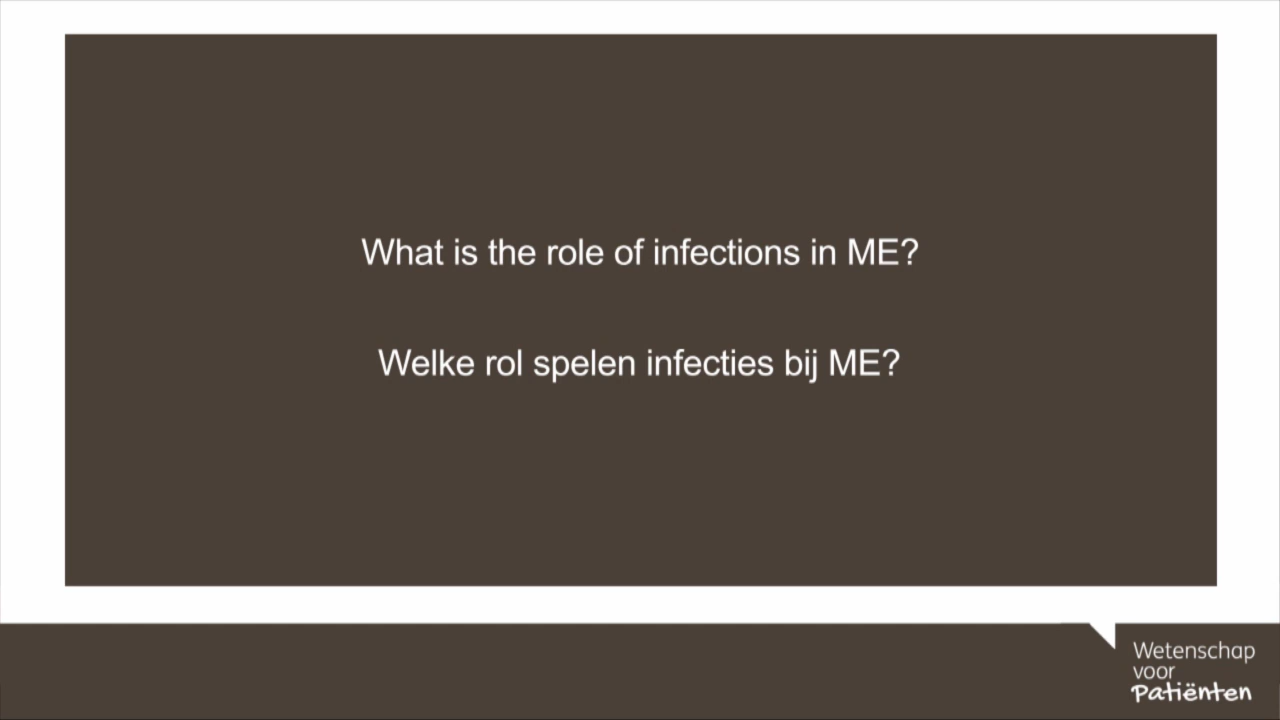 What is the role of infections in ME?
Welke rol spelen infecties bij ME?
Wetenschap
voor
Patiënten